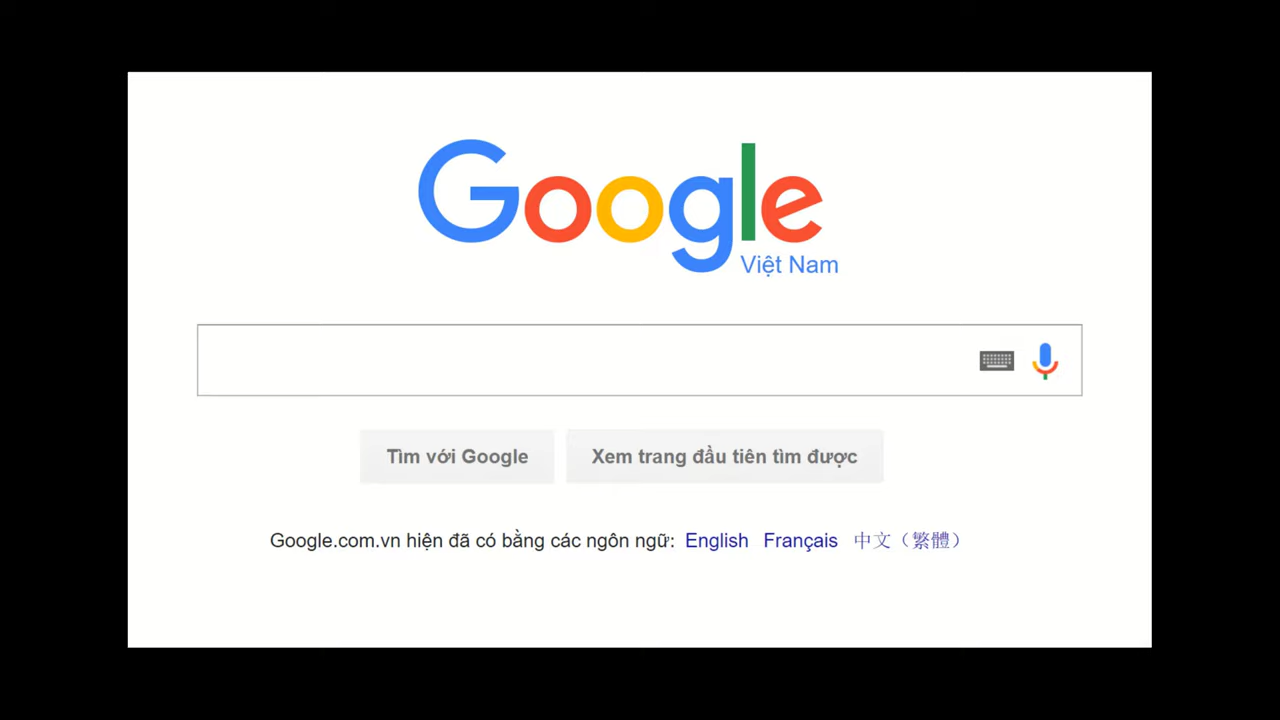 Google
Việt Nam
Tìm với Google
Xem trang đầu tiên tìm được
Google.com.vn hiện đã có bằng các ngôn ngữ: English Français 中文（繁體）